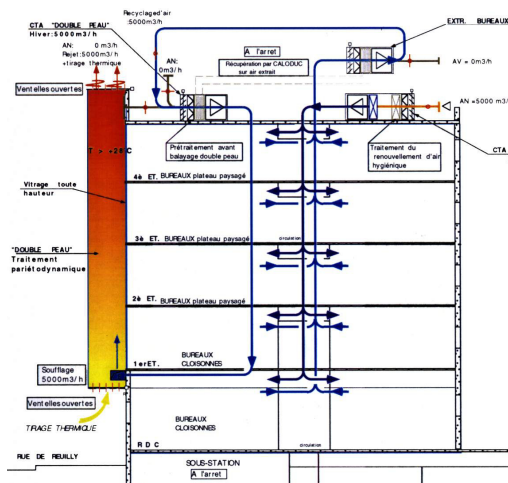 Recyclaged'air
:5000m3/h
CTA "DOUBLE PEAU"
Hiver:5000m3/h
AN: 0 m3/h
Rejet:5000m3/h
+tirage thermique
AN:
0m3/h
A l'arret
Récupération par CALODUC
sur air extrait
EXTR. BUREAUX
AV = 0m3/h
AN =5000 m3/
CTA
Ventelles ouvertes
Prétraitement avant
balayage double peau
Traitement du
renouvellement d'air
hygiénique
Vitrage toute
hauteur
4è ET. BUREAUX plateau paysagé
3è ET. BUREAUX plateau paysagé
circulation
"DOUBLE PEAU"
Traitement
pariétodynamique
2è ET. BUREAUX plateau paysagé
Soufflage
5000m3/h
1erET.
BUREAUX
CLOISONNES
Ventelles ouvertes
TIRAGE THERMIQUE
BUREAUX
CLOISONNES
RDC
circulation
RUE DE REUILLY
SOUS-STATION
A l'arret